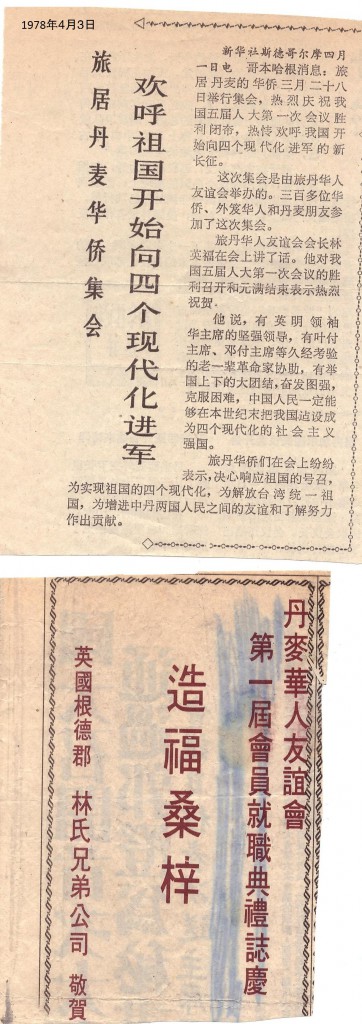 1978年4月3日
旅居丹麦华侨集会
欢呼祖国开始向四个现代化进军
新华社斯德哥尔摩四月
一日电　哥本哈根消息：旅
居丹麦的华侨三月二十八
日举行集会，热烈庆祝我
国五届人大第一次会议胜
利闭帝，热忱欢呼我国开
始向四个现代化进军的新
长征。
这次集会是由旅丹华人
友谊会举办的。三百多位华
侨、外笈华人和丹麦朋友参
加了这次集会。
旅丹华人友谊会会长林
英福在会上讲了话。他对我
国五届人大第一次会议的胜
利召开和元满结束表示热烈
祝贺。
他说，有英明领袖
华主席的坚强领导，有叶付
主席、邓付主席等久经考验
的老一辈革命家协助，有举
国上下的大团结，奋发图强，
克服困难，中国人民一定能
够在本世纪末把我国建设成
为四个现代化的社会主义
强国。
旅丹华侨们在会上纷纷
表示，决心响应祖国的号召，
为实现祖国的四个现代化，为解放台湾统一祖
国，为增进中丹两国人民之间的友谊和了解努力
作出贡献。
丹麥華人友誼會
第一屆會員就職典禮誌慶
造福桑梓
英國根德郡　林氏兄弟公司　敬賀